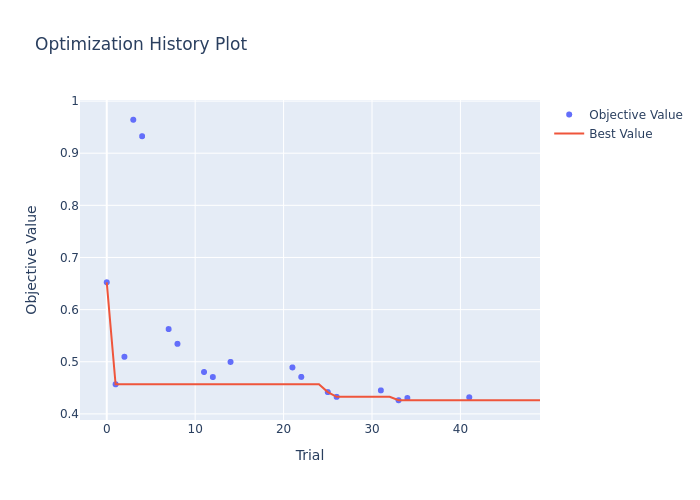 Optimization History Plot
Objective Value
Best Value
1
0.9
0.8
0.7
0.6
0.5
0.4
Objective Value
0
10
20
30
40
Trial